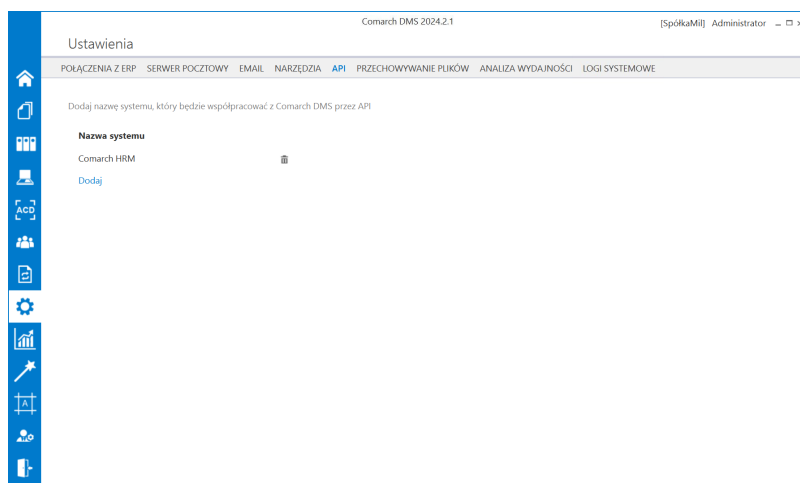 Comarch DMS 2024.2.1
[SpółkaMil] Administrator
Ustawienia
POŁĄCZENIA Z ERP SERWER POCZTOWY EMAIL NARZĘDZIA API PRZECHOWYWANIE PLIKÓW ANALIZA WYDAJNOŚCI LOGI SYSTEMOWE
Dodaj nazwę systemu, który będzie współpracować z Comarch DMS przez API
Nazwa systemu
Comarch HRM
Dodaj
ACD
A